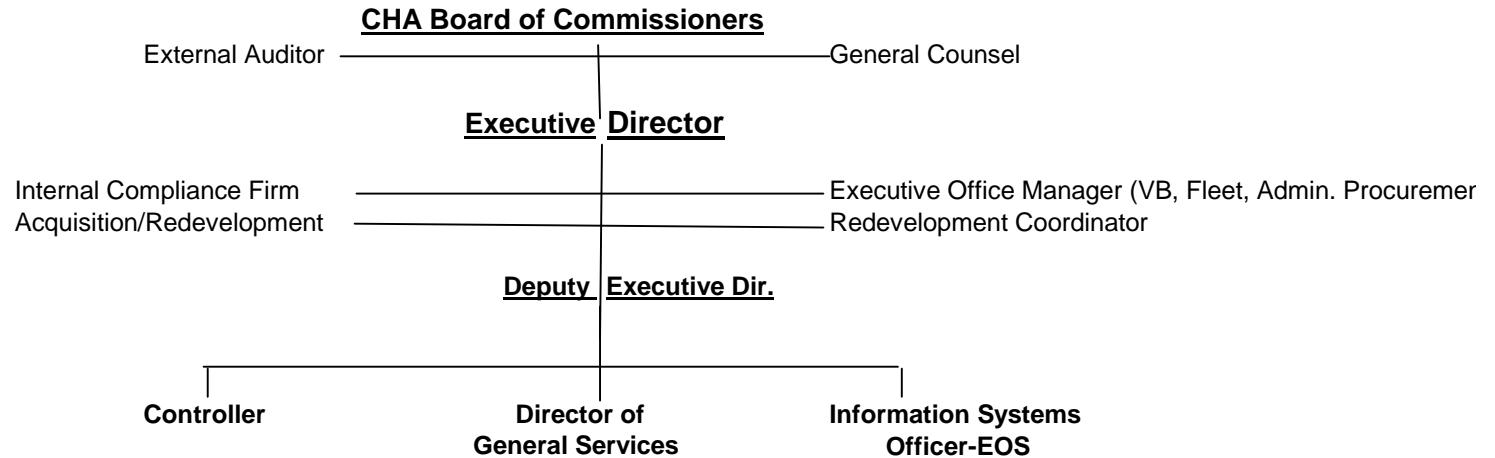 CHA Board of Commissioners
External Auditor General Counsel
Executive Director
Internal Compliance Firm Executive Office Manager (VB, Fleet, Admin. Procuremer
Acquisition/Redevelopment Redevelopment Coordinator
Deputy Executive Dir.
Controller Director of Information Systems
General Services Officer-EOS